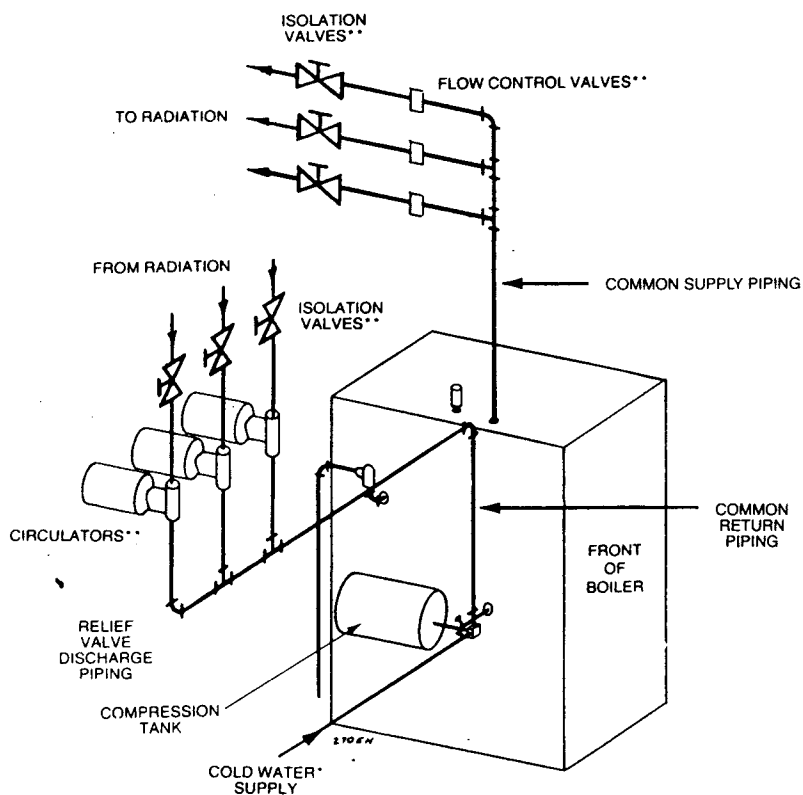 ISOLATION
VALVES**
FLOW CONTROL VALVES**
TO RADIATION
FROM RADIATION
ISOLATION
VALVES**
COMMON SUPPLY PIPING
CIRCULATORS**
COMMON
RETURN
PIPING
FRONT
OF
BOILER
RELIEF
VALVE
DISCHARGE
PIPING
COMPRESSION
TANK
COLD WATER*
SUPPLY